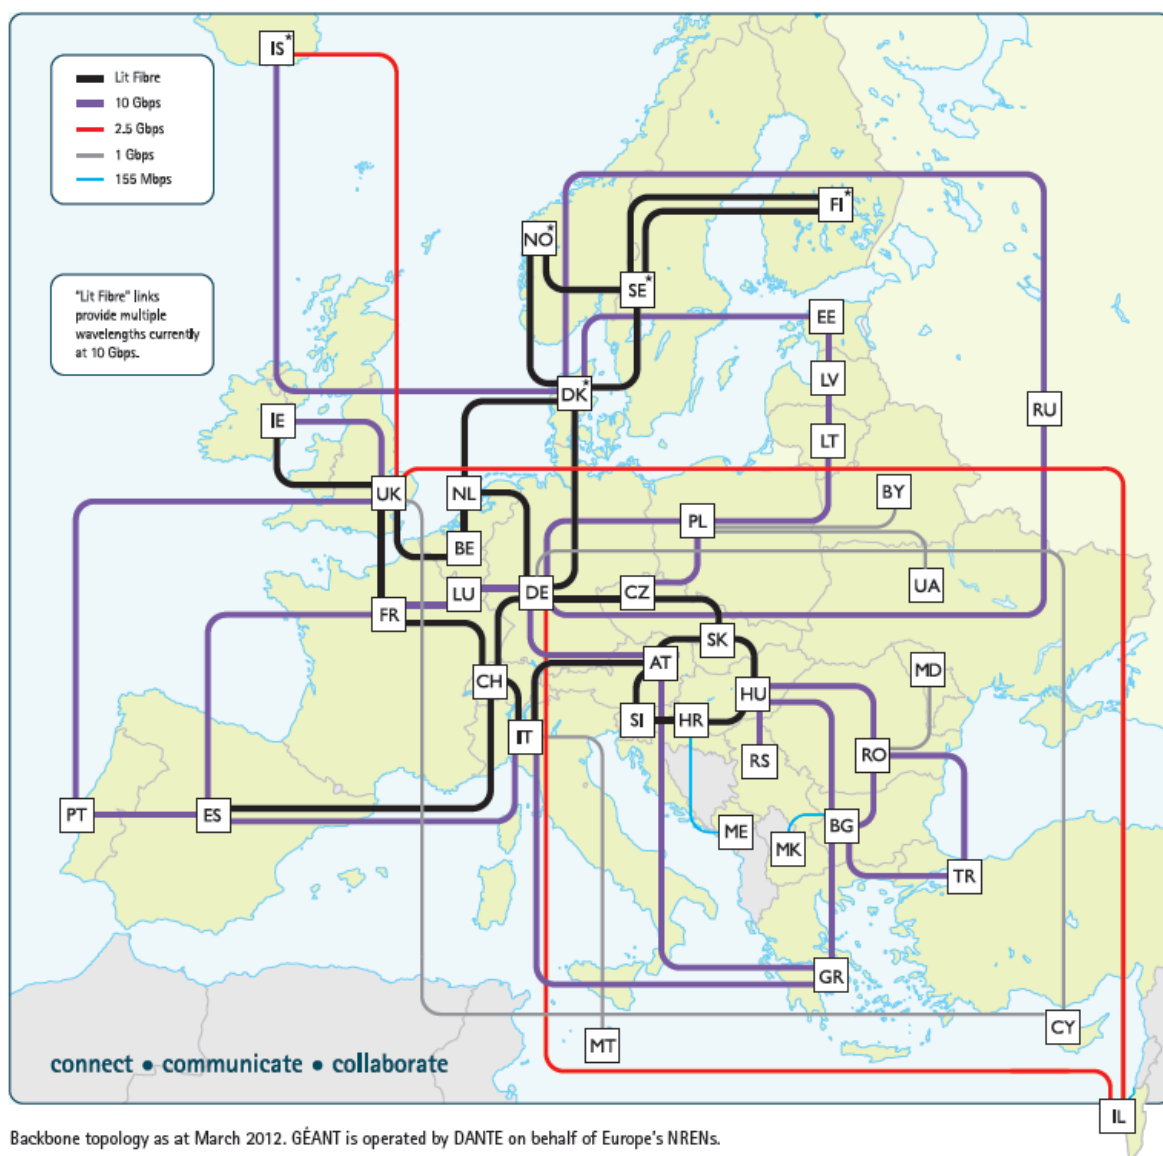 IS*
Lit Fibre
10 Gbps
2.5 Gbps
1 Gbps
155 Mbps
FI*
NO*
SE*
"Lit Fibre" links
provide multiple
wavelengths currently
at 10 Gbps.
EE
LV
DK*
RU
IE
LT
UK
NL
BY
PL
BE
UA
LU
DE
CZ
FR
SK
AT
MD
CH
HU
SI
HR
IT
RO
RS
PT
ES
BG
ME
MK
TR
GR
CY
MT
connect • communicate • collaborate
IL
Backbone topology as at March 2012. GÉANT is operated by DANTE on behalf of Europe's NRENs.